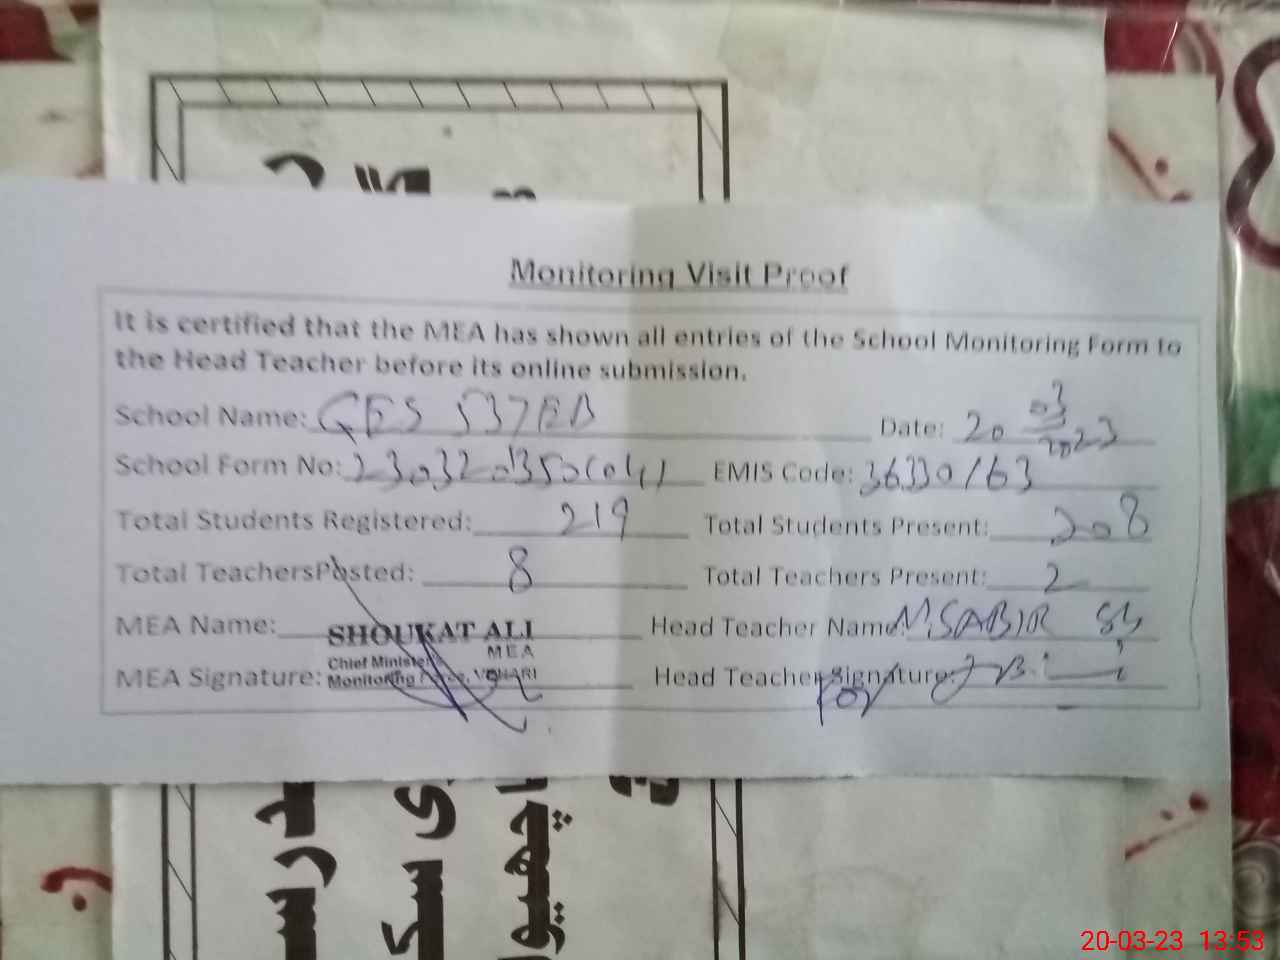 Monitoring Visit Proof
It is certified that the MEA has shown all entries of the School Monitoring Form to
the Head Teacher before its online submission.
School Name: GES 537EB Date: 20 03 2023
School Form No: EMIS Code: 36330163
Total Students Registered: 219 Total Students Present: 208
Total TeachersPosted: 8 Total Teachers Present: 2
MEA Name: SHOUKAT ALI Head Teacher Name: M.SABIR
MEA
Chief Minister's
MEA Signature: Monitoring Force, VEHARI Head Teacher Signature:
For
20-03-23 13:53